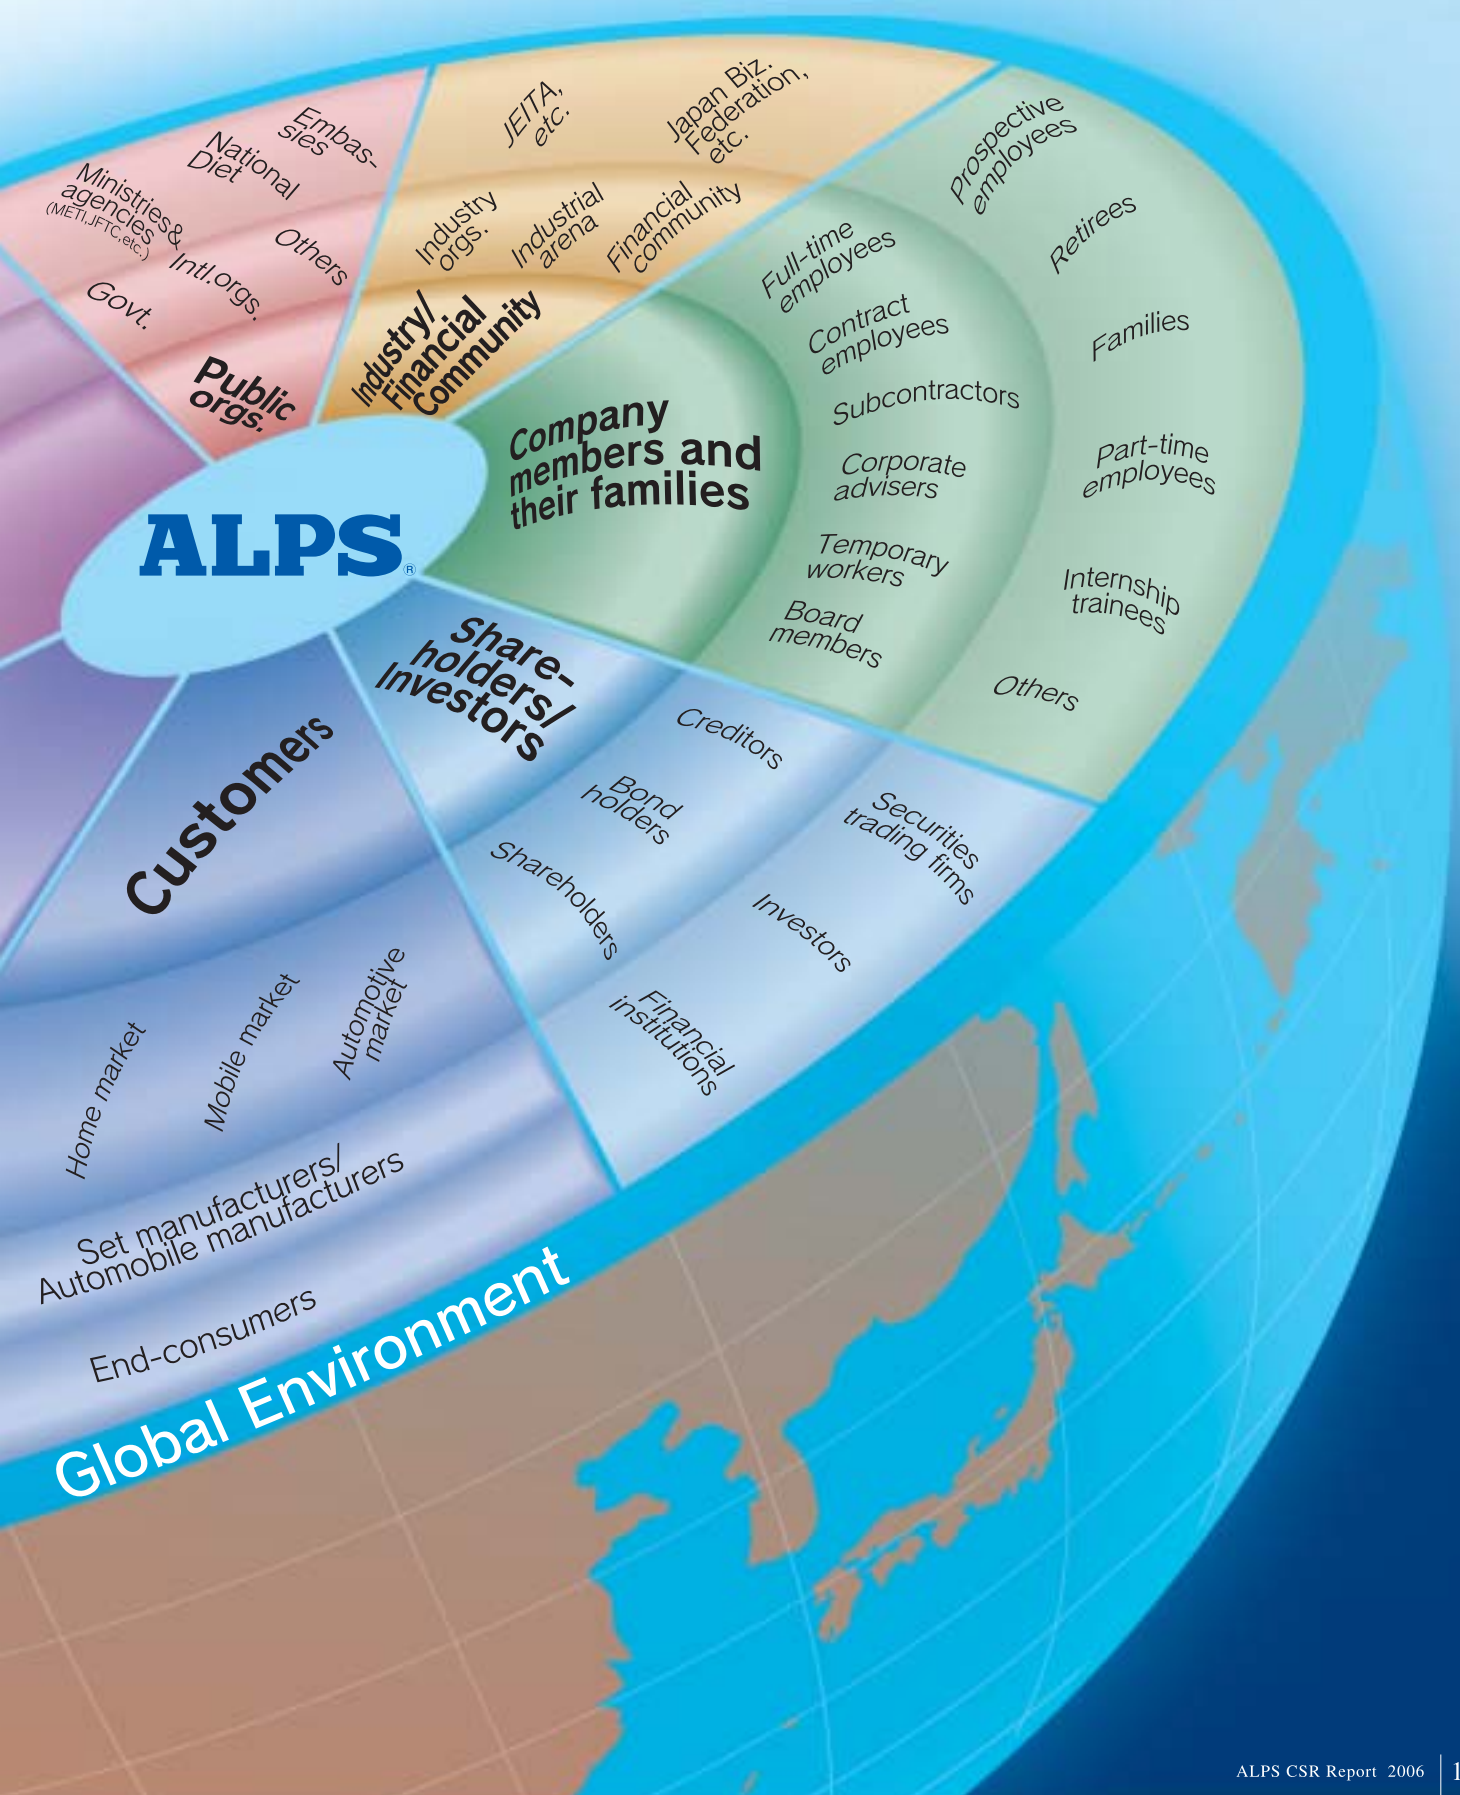 Embas-
sies
National
Diet
Ministries&
agencies
(METI,JFTC,etc.)
Others
Intl.orgs.
Govt.
Public
orgs.
JEITA,
etc.
Japan Biz.
Federation,
etc.
Industry
orgs.
Industrial
arena
Financial
community
Industry/
Financial
Community
Prospective
employees
Retirees
Families
Part-time
employees
Internship
trainees
Others
Full-time
employees
Contract
employees
Subcontractors
Corporate
advisers
Temporary
workers
Board
members
Company
members and
their families
ALPS®
Share-
holders/
Investors
Creditors
Bond
holders
Shareholders
Securities
trading firms
Investors
Financial
institutions
Customers
Home market
Mobile market
Automotive
market
Set manufacturers/
Automobile manufacturers
End-consumers
Global Environment
ALPS CSR Report 2006